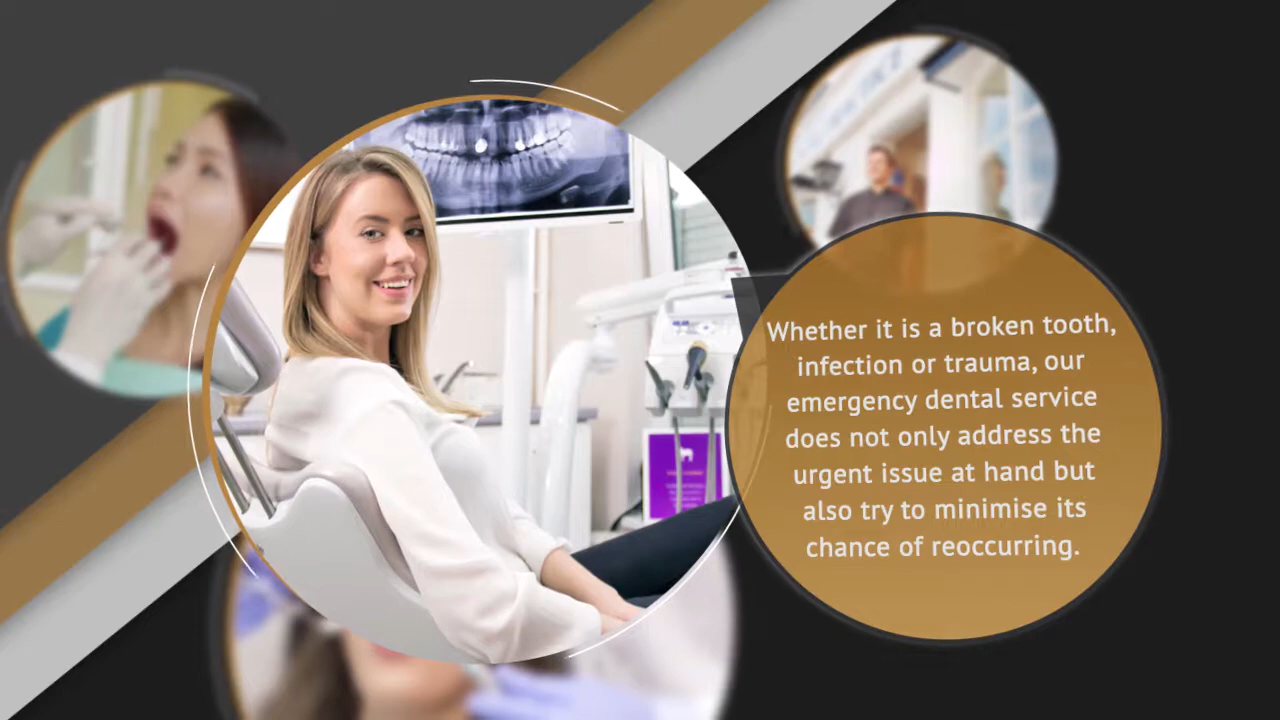 Whether it is a broken tooth,
infection or trauma, our
emergency dental service
does not only address the
urgent issue at hand but
also try to minimise its
chance of reoccurring.